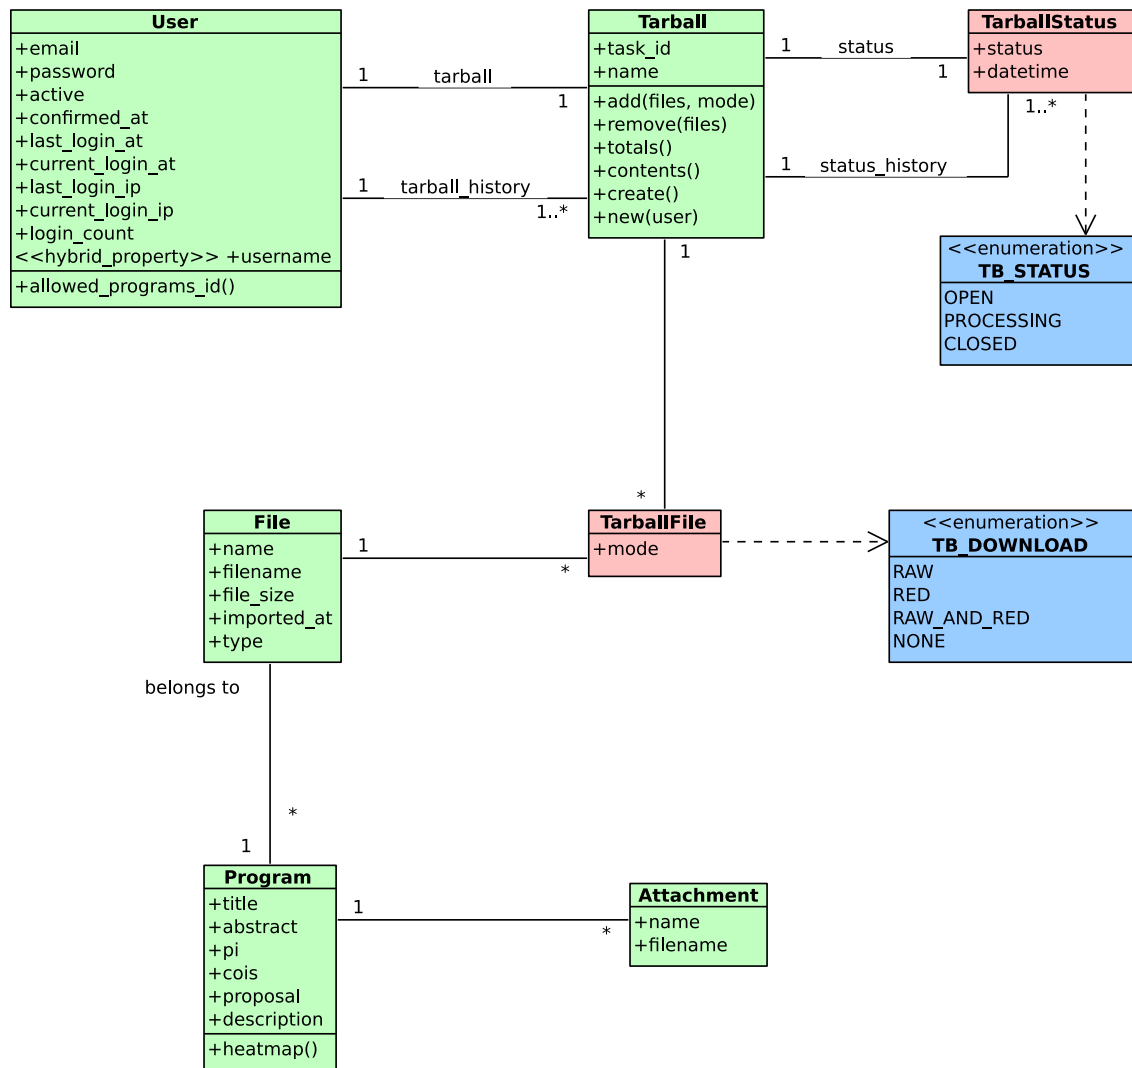 User
+email
+password
+active
+confirmed_at
+last_login_at
+current_login_at
+last_login_ip
+current_login_ip
+login_count
<<hybrid_property>> +username
+allowed_programs_id()
1
tarball
1
1
tarball_history
1..*
Tarball
+task_id
+name
+add(files, mode)
+remove(files)
+totals()
+contents()
+create()
+new(user)
1
status
1
1
status_history
1..*
TarballStatus
+status
+datetime
<<enumeration>>
TB_STATUS
OPEN
PROCESSING
CLOSED
1
*
File
+name
+filename
+file_size
+imported_at
+type
1
*
TarballFile
+mode
<<enumeration>>
TB_DOWNLOAD
RAW
RED
RAW_AND_RED
NONE
belongs to
*
1
Program
+title
+abstract
+pi
+cois
+proposal
+description
+heatmap()
1
*
Attachment
+name
+filename